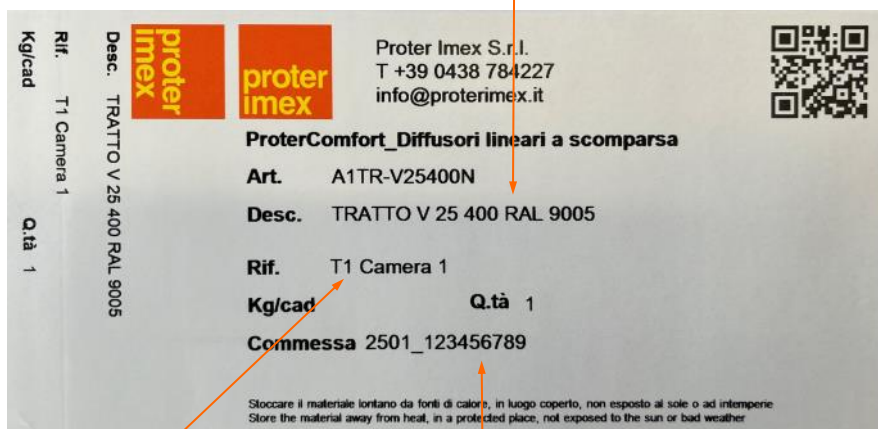 Kg/cad Q.tà 1
Rif. T1 Camera 1
Desc. TRATTO V 25 400 RAL 9005
proter
imex
proter
imex
Proter Imex S.r.l.
T +39 0438 784227
info@proterimex.it
ProterComfort_Diffusori lineari a scomparsa
Art. A1TR-V25400N
Desc. TRATTO V 25 400 RAL 9005
Rif. T1 Camera 1
Kg/cad Q.tà 1
Commessa 2501_123456789
Stoccare il materiale lontano da fonti di calore, in luogo coperto, non esposto al sole o ad intemperie
Store the material away from heat, in a protected place, not exposed to the sun or bad weather